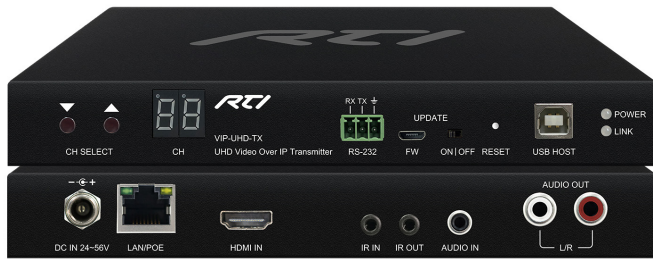 RTI
RTI
RX TX
UPDATE
POWER
LINK
VIP-UHD-TX
CH SELECT
CH
UHD Video Over IP Transmitter
RS-232
FW
ON|OFF
RESET
USB HOST
AUDIO OUT
DC IN 24~56V
LAN/POE
HDMI IN
IR IN
IR OUT
AUDIO IN
L/R